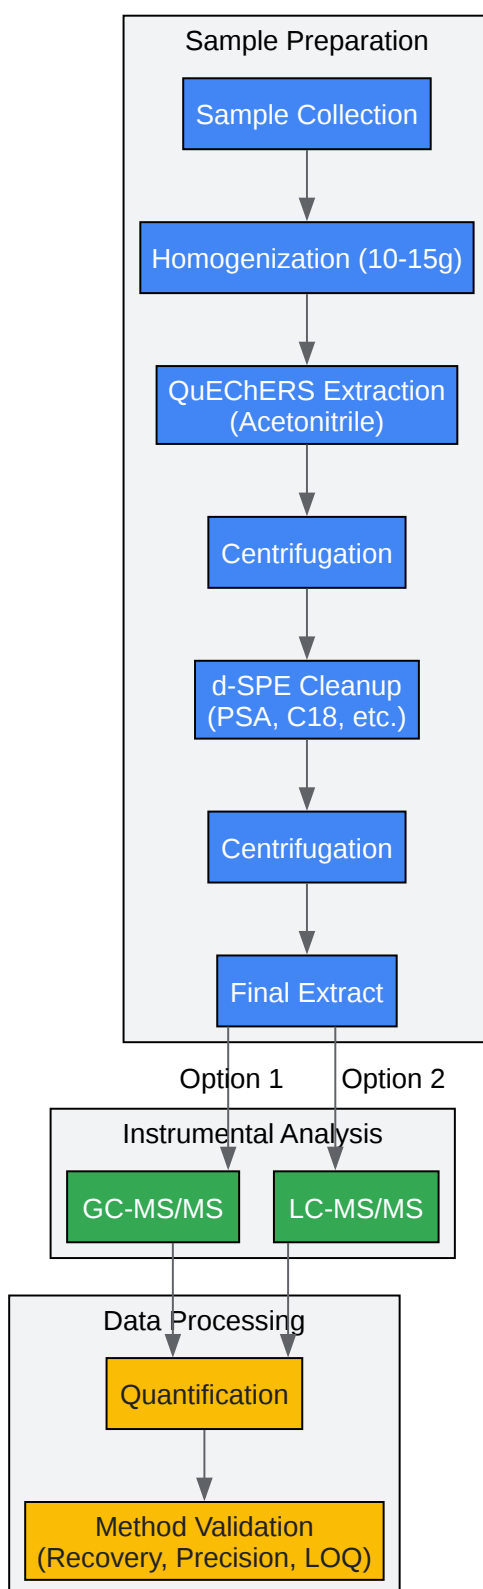 Sample Preparation
Sample Collection
Homogenization (10-15g)
QuEChERS Extraction
(Acetonitrile)
Centrifugation
d-SPE Cleanup
(PSA, C18, etc.)
Centrifugation
Final Extract
Option 1
Option 2
Instrumental Analysis
GC-MS/MS
LC-MS/MS
Data Processing
Quantification
Method Validation
(Recovery, Precision, LOQ)